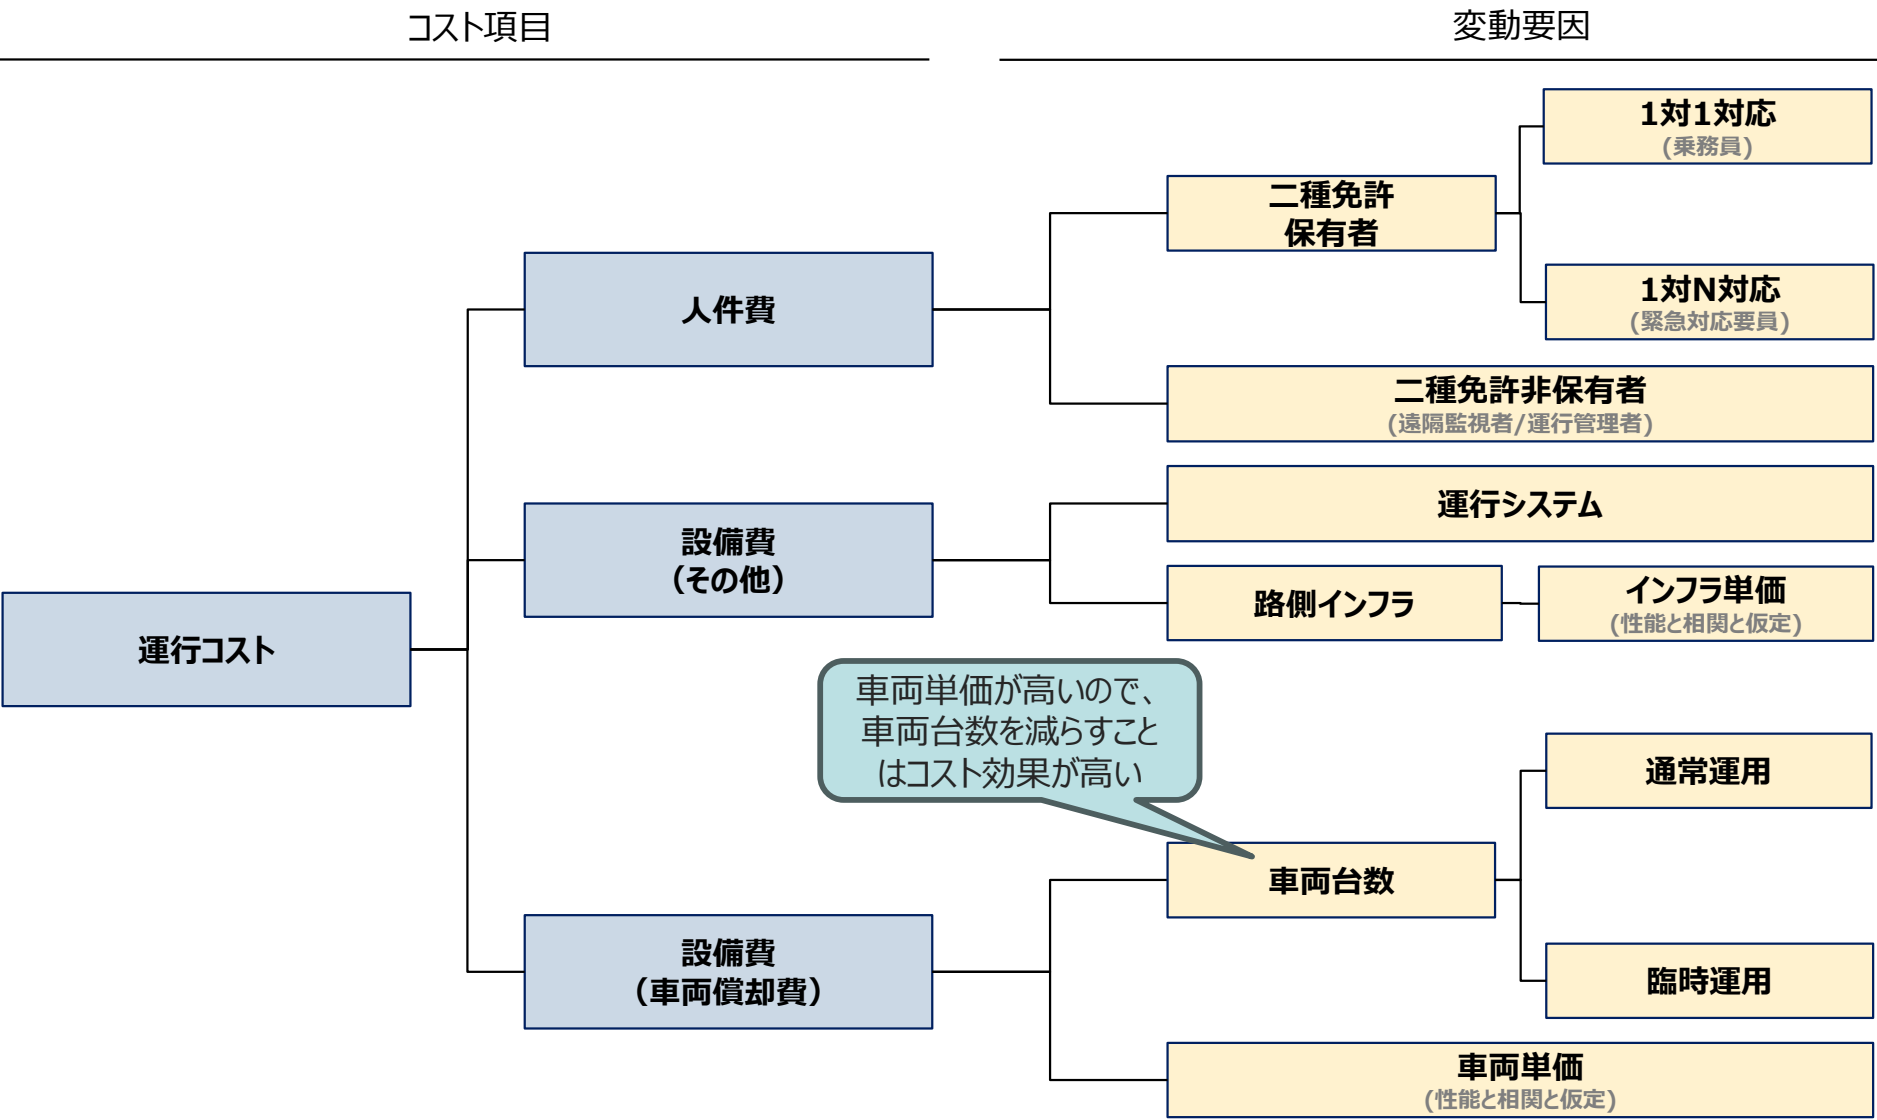 コスト項目
変動要因
1対1対応
(乗務員)
二種免許
保有者
1対N対応
(緊急対応要員)
人件費
二種免許非保有者
(遠隔監視者/運行管理者)
運行システム
設備費
（その他）
路側インフラ
インフラ単価
(性能と相関と仮定)
運行コスト
車両単価が高いので、
車両台数を減らすこと
はコスト効果が高い
通常運用
車両台数
設備費
（車両償却費）
臨時運用
車両単価
(性能と相関と仮定)